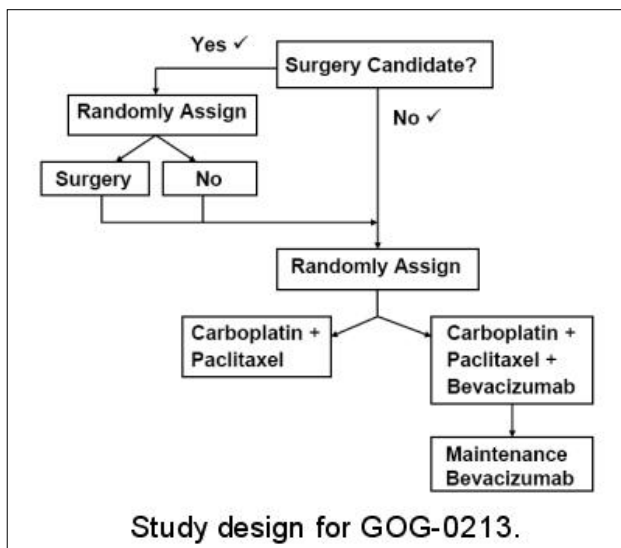 Yes ✓
Surgery Candidate?
Randomly Assign
No ✓
Surgery
No
Randomly Assign
Carboplatin +
Paclitaxel
Carboplatin +
Paclitaxel +
Bevacizumab
Maintenance
Bevacizumab
Study design for GOG-0213.